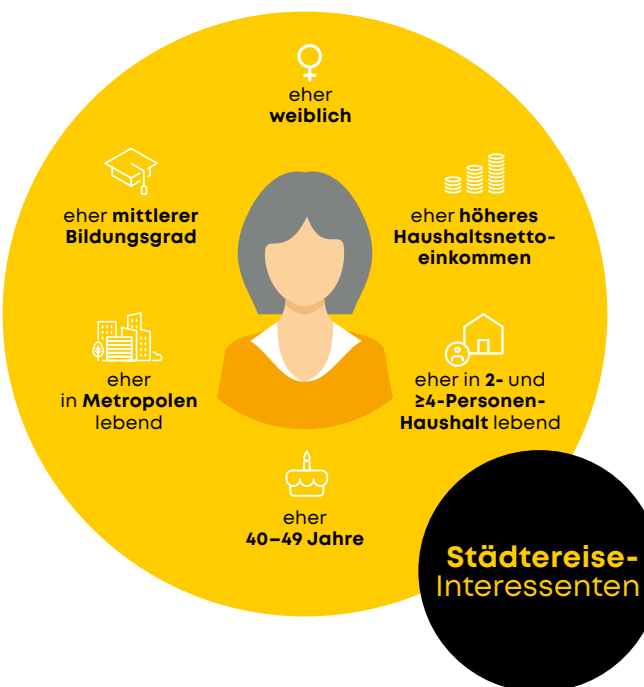 eher
weiblich
eher mittlerer
Bildungsgrad
eher höheres
Haushaltsnetto-
einkommen
eher
in Metropolen
lebend
eher in 2- und
≥4-Personen-
Haushalt lebend
eher
40–49 Jahre
Städtereise-
Interessenten